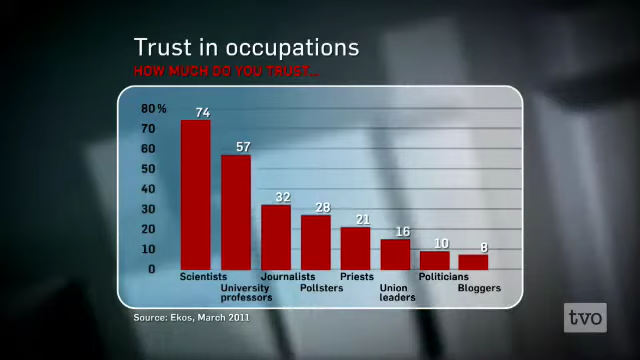 Trust in occupations
HOW MUCH DO YOU TRUST...
80%
70
60
50
40
30
20
10
0
74
57
32
28
21
16
10
8
Scientists
University
professors
Journalists
Pollsters
Priests
Union
leaders
Politicians
Bloggers
Source: Ekos, March 2011
tvo